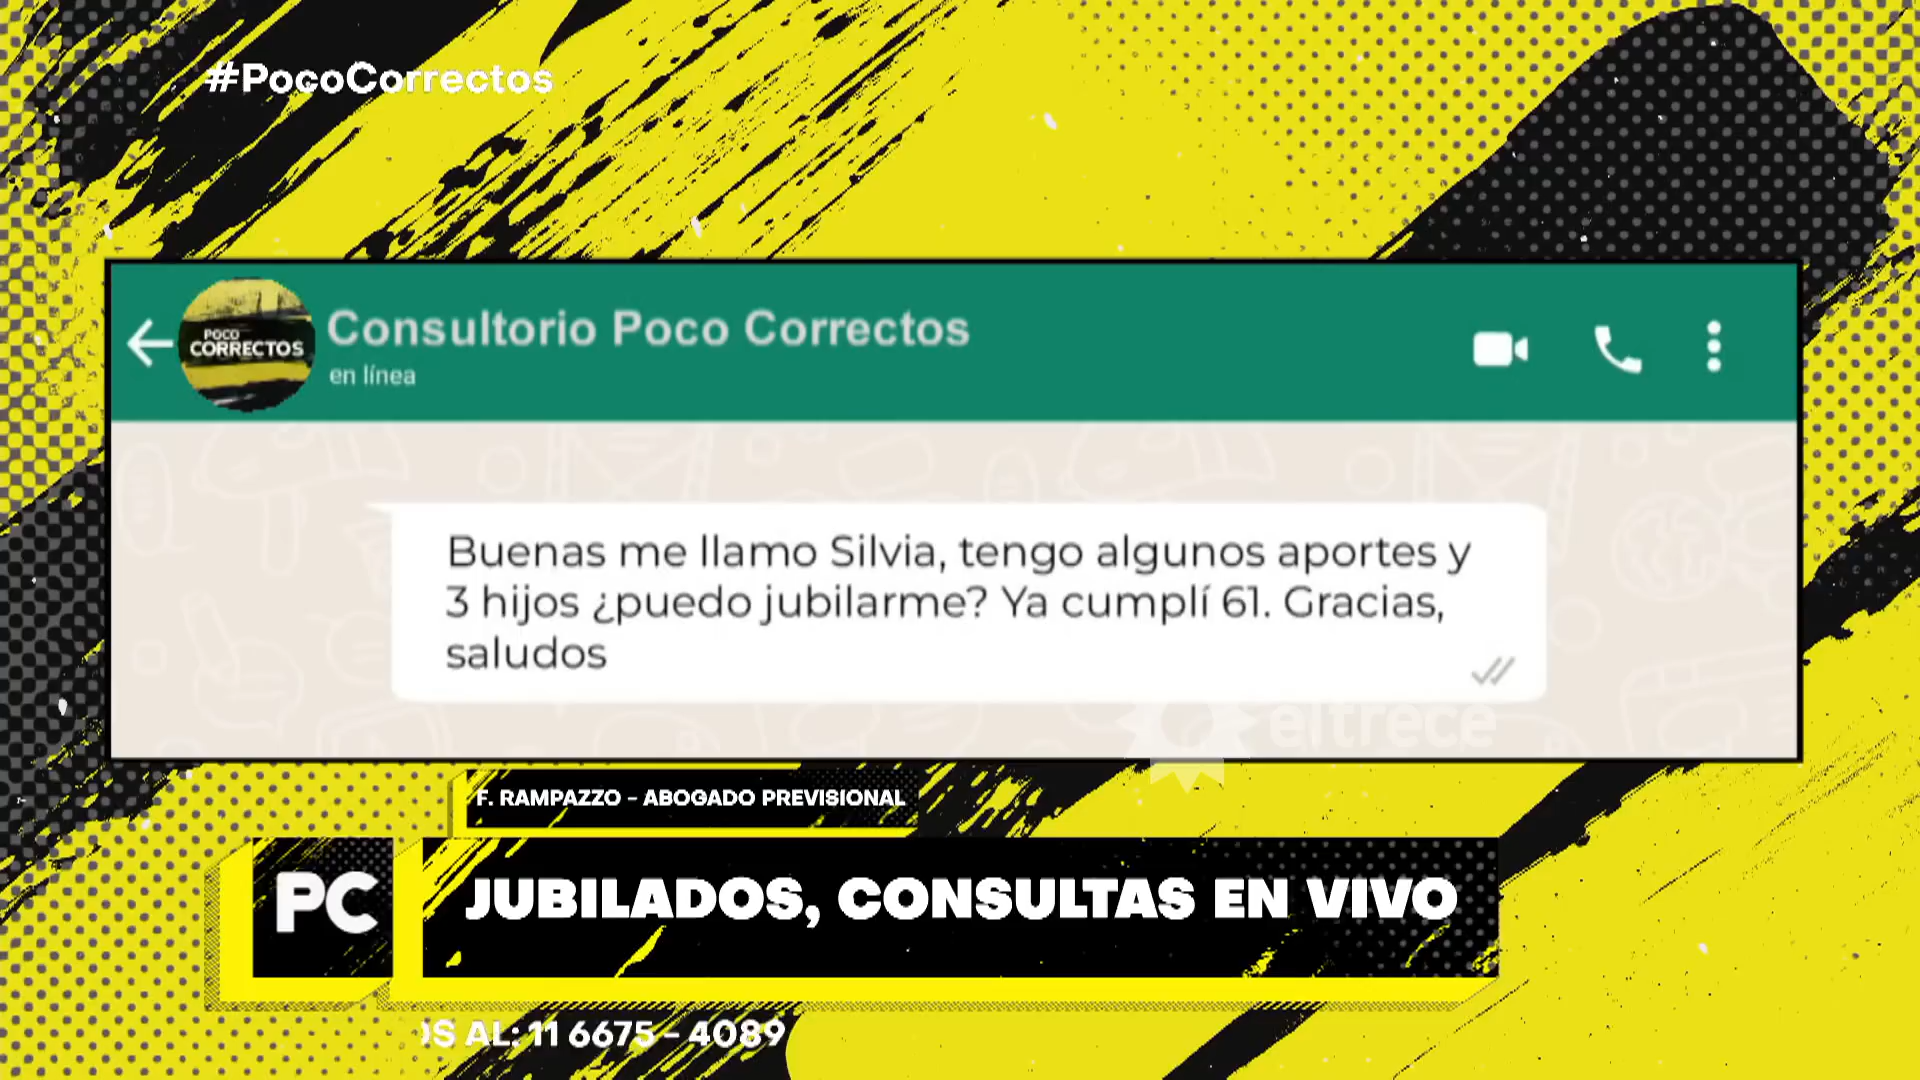 #PocoCorrectos
POCO
CORRECTOS
Consultorio Poco Correctos
en línea
Buenas me llamo Silvia, tengo algunos aportes y
3 hijos ¿puedo jubilarme? Ya cumplí 61. Gracias,
saludos
eltrece
F. RAMPAZZO - ABOGADO PREVISIONAL
PC
JUBILADOS, CONSULTAS EN VIVO
AL: 11 6675 - 4089